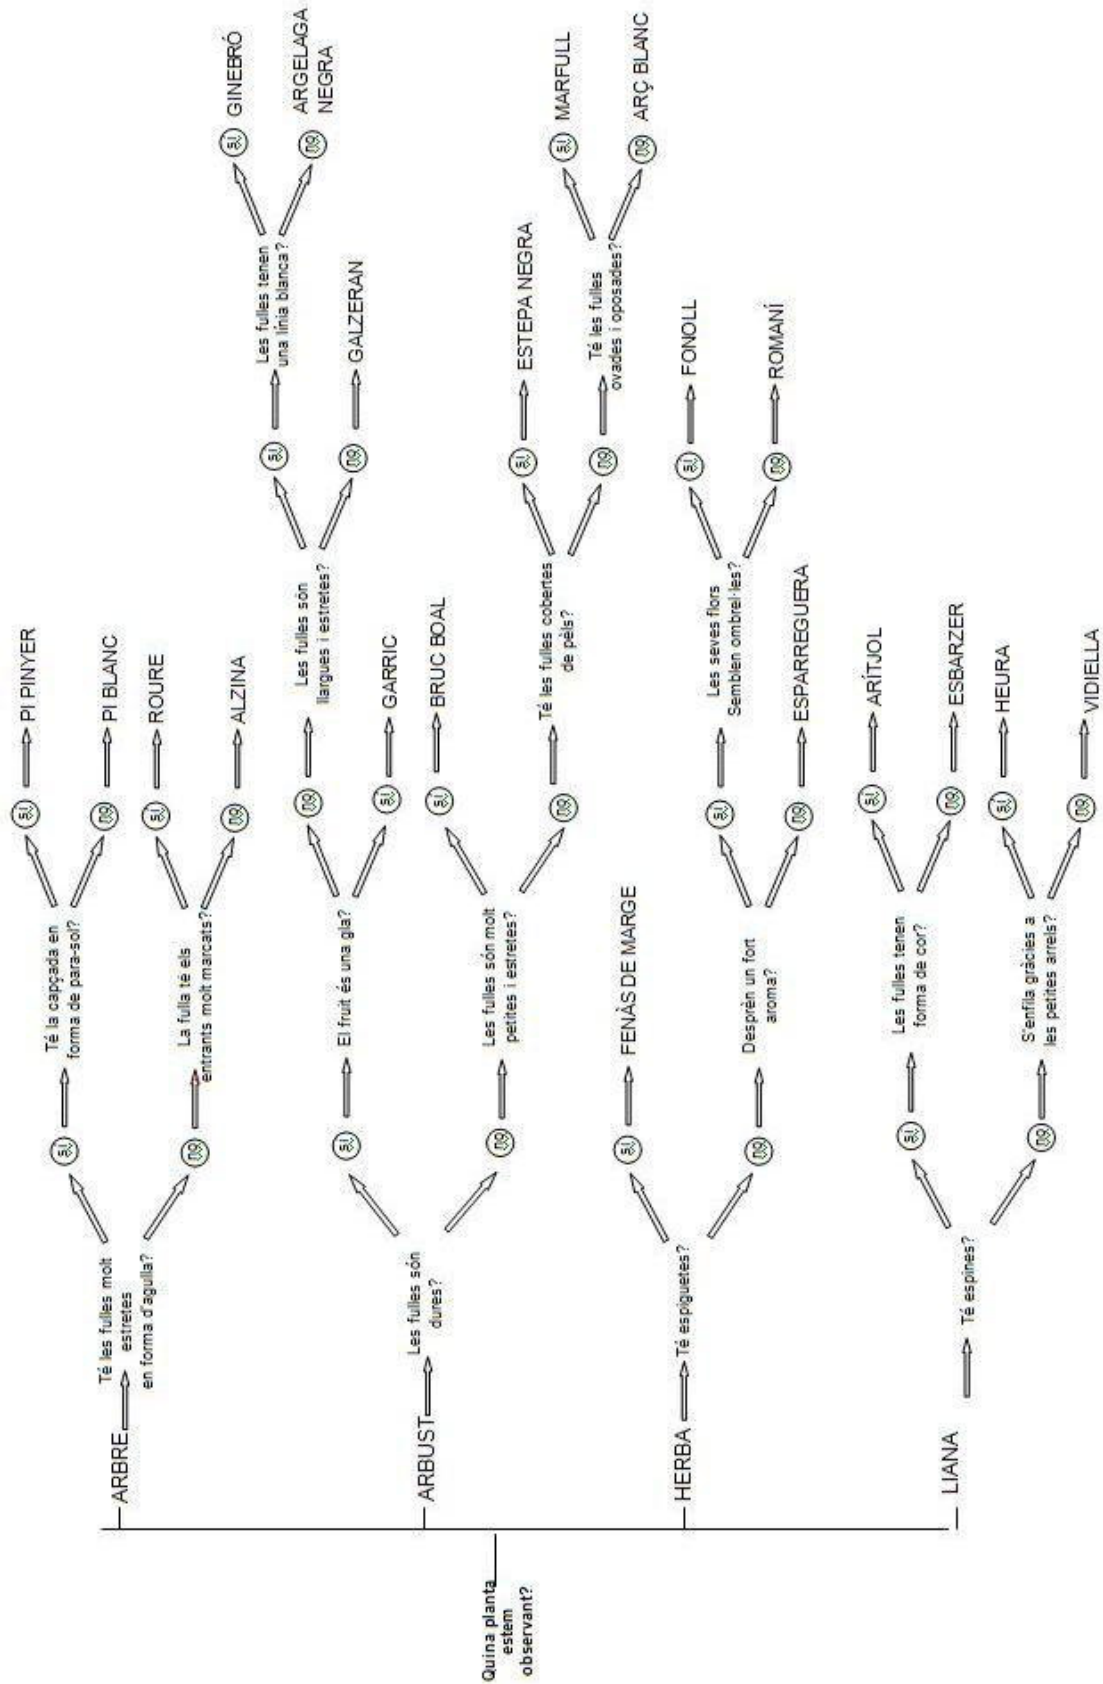 Quina planta
estem
observant?
ARBRE
Té les fulles molt
estretes
en forma d'agulla?
sí
Té la capçada en
forma de para-sol?
sí
PI PINYER
no
PI BLANC
no
La fulla té els
entrants molt marcats?
sí
ROURE
no
ALZINA
ARBUST
Les fulles són
dures?
sí
El fruit és una gla?
no
Les fulles són
llargues i estretes?
sí
Les fulles tenen
una línia blanca?
sí
GINEBRÓ
no
ARGELAGA
NEGRA
no
GALZERAN
sí
GARRIC
no
Les fulles són molt
petites i estretes?
sí
BRUC BOAL
no
Té les fulles cobertes
de pèls?
sí
ESTEPA NEGRA
no
Té les fulles
ovades i oposades?
sí
MARFULL
no
ARÇ BLANC
HERBA
Té espiguetes?
sí
FENÀS DE MARGE
no
Desprèn un fort
aroma?
sí
Les seves flors
Semblen ombrel·les?
sí
FONOLL
no
ROMANÍ
no
ESPARREGUERA
LIANA
Té espines?
sí
Les fulles tenen
forma de cor?
sí
ARÍTJOL
no
ESBARZER
no
S'enfila gràcies a
les petites arrels?
sí
HEURA
no
VIDIELLA